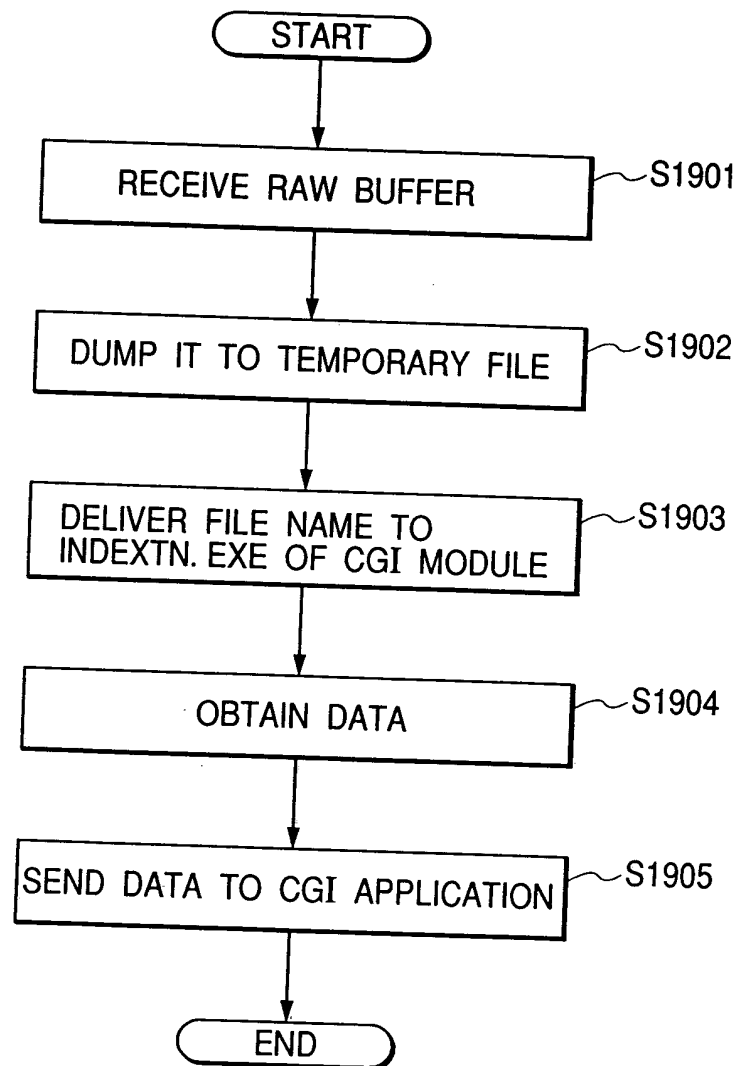 START
RECEIVE RAW BUFFER
S1901
DUMP IT TO TEMPORARY FILE
S1902
DELIVER FILE NAME TO
INDEXTN. EXE OF CGI MODULE
S1903
OBTAIN DATA
S1904
SEND DATA TO CGI APPLICATION
S1905
END